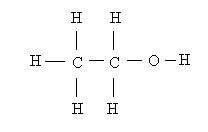 H H
H — C — C — O — H
H H